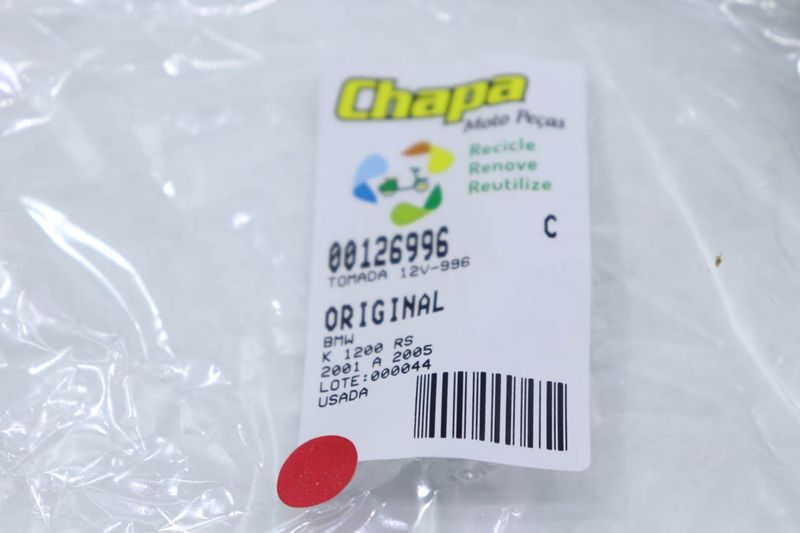 Chapa
Moto Peças
Recicle
Renove
Reutilize
00126996
C
TOMADA 12V-996
ORIGINAL
BMW
K 1200 RS
2001 A 2005
LOTE:000044
USADA